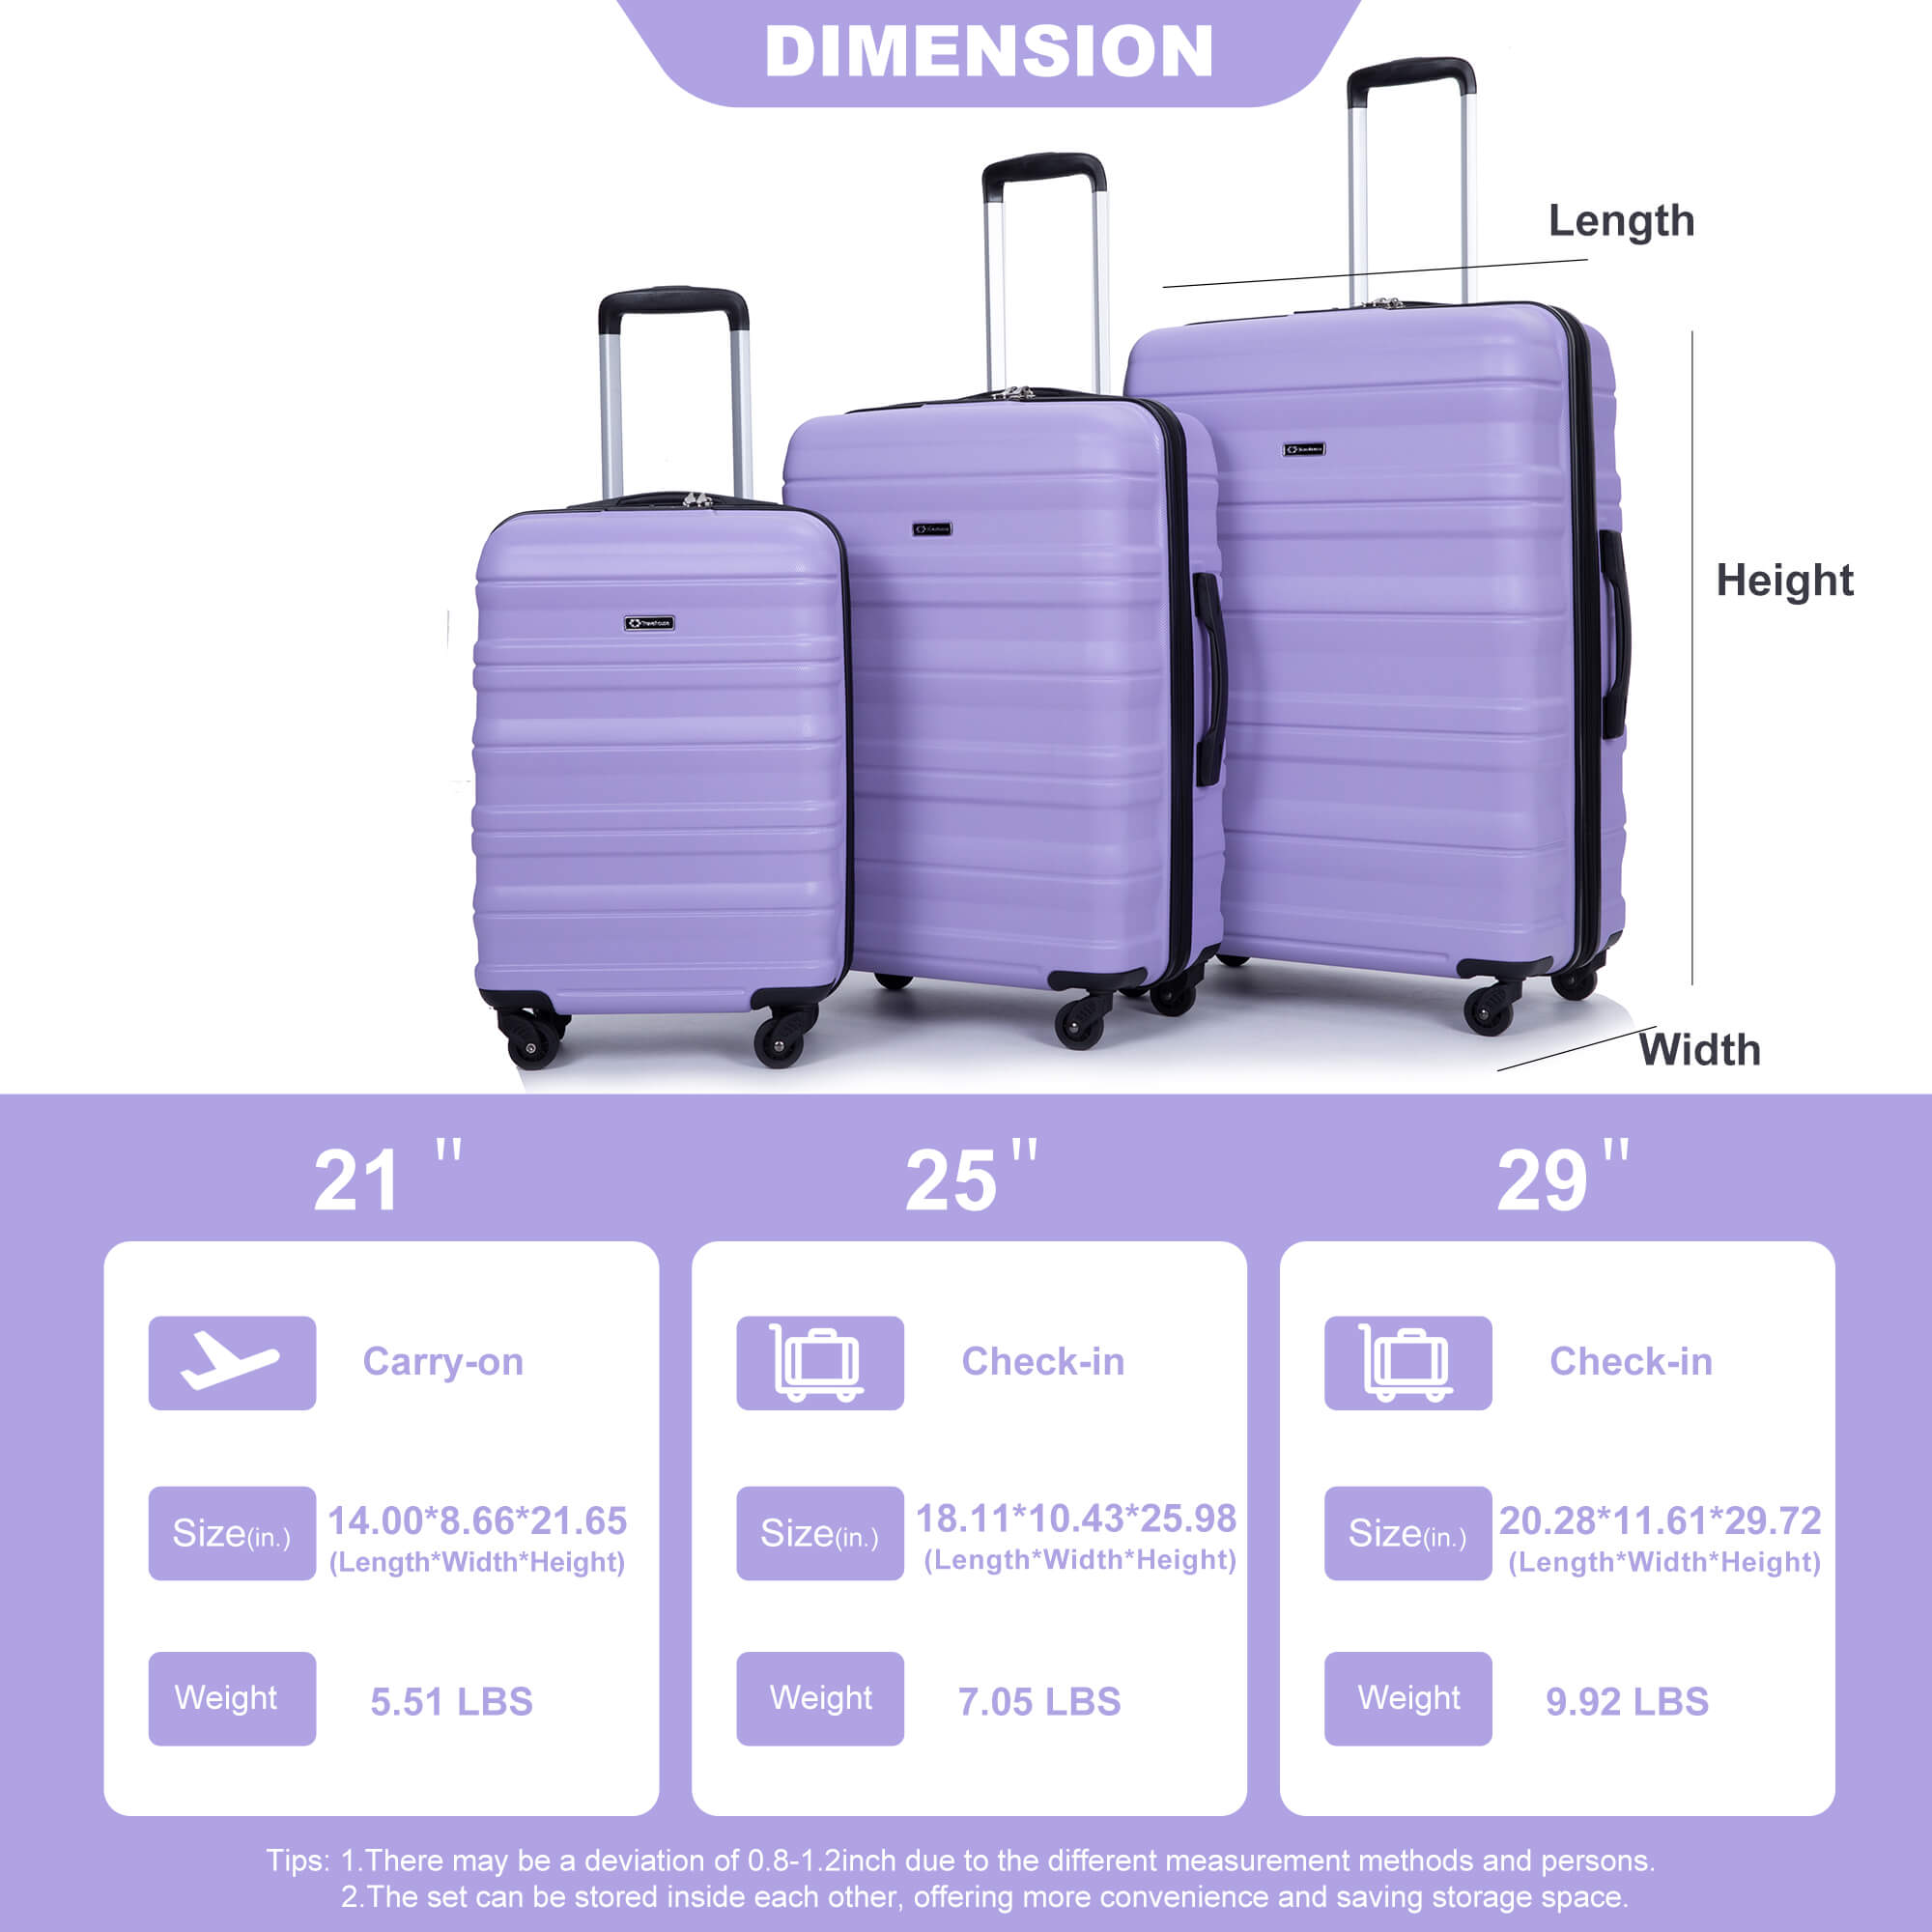 DIMENSION
Length
Height
Width
21"
25"
29"
Carry-on
Size(in.)
14.00*8.66*21.65
(Length*Width*Height)
Weight
5.51 LBS
Check-in
Size(in.)
18.11*10.43*25.98
(Length*Width*Height)
Weight
7.05 LBS
Check-in
Size(in.)
20.28*11.61*29.72
(Length*Width*Height)
Weight
9.92 LBS
Tips: 1.There may be a deviation of 0.8-1.2inch due to the different measurement methods and persons.
2.The set can be stored inside each other, offering more convenience and saving storage space.